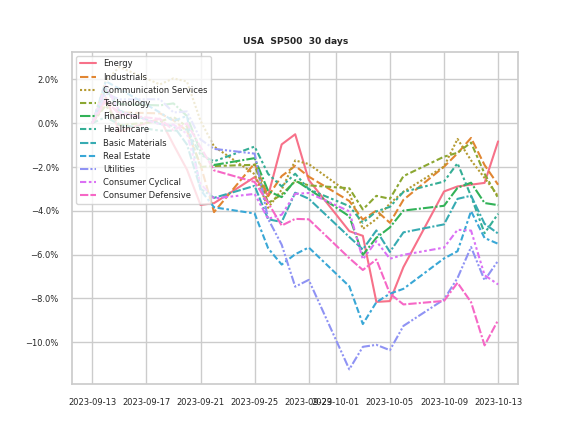 USA SP500 30 days
2.0%
0.0%
−2.0%
−4.0%
−6.0%
−8.0%
−10.0%
Energy
Industrials
Communication Services
Technology
Financial
Healthcare
Basic Materials
Real Estate
Utilities
Consumer Cyclical
Consumer Defensive
2023-09-13 2023-09-17 2023-09-21 2023-09-25 2023-09-29 2023-10-01 2023-10-05 2023-10-09 2023-10-13